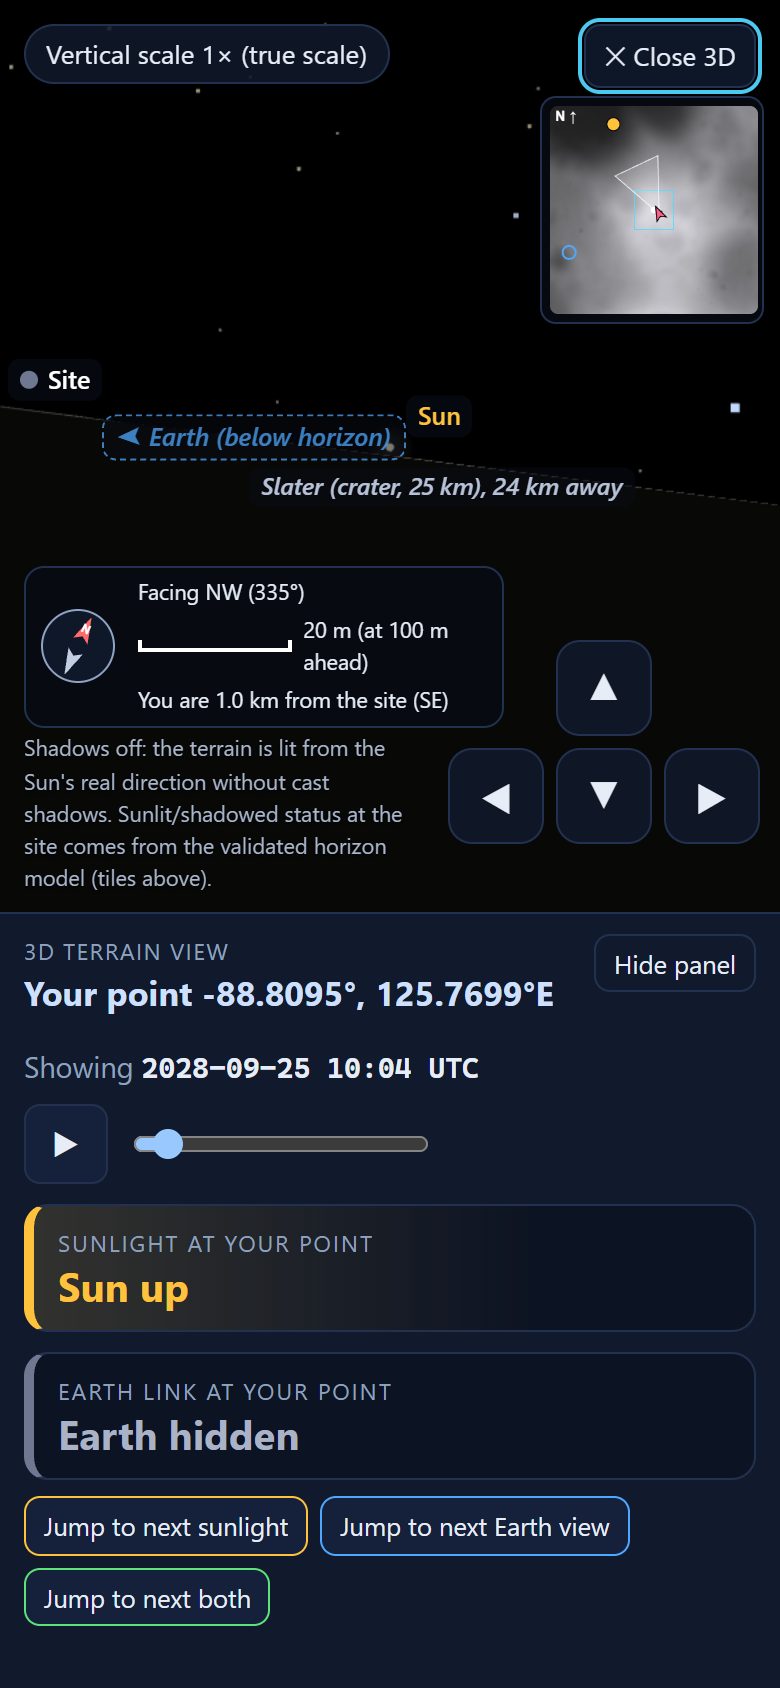 Vertical scale 1× (true scale)
✕ Close 3D
N ↑
Site
Sun
◄ Earth (below horizon)
Slater (crater, 25 km), 24 km away
Facing NW (335°)
N
20 m (at 100 m
ahead)
You are 1.0 km from the site (SE)
Shadows off: the terrain is lit from the
Sun's real direction without cast
shadows. Sunlit/shadowed status at the
site comes from the validated horizon
model (tiles above).
3D TERRAIN VIEW
Hide panel
Your point -88.8095°, 125.7699°E
Showing 2028-09-25 10:04 UTC
SUNLIGHT AT YOUR POINT
Sun up
EARTH LINK AT YOUR POINT
Earth hidden
Jump to next sunlight
Jump to next Earth view
Jump to next both